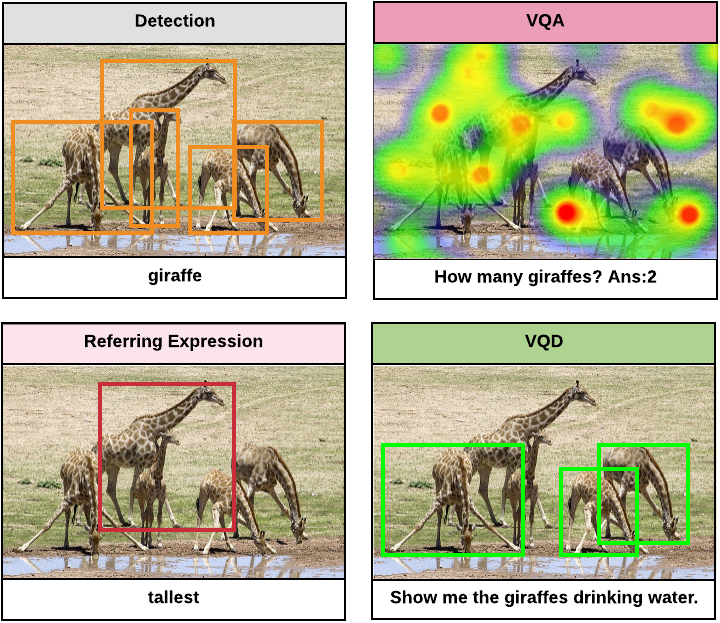 Detection
VQA
giraffe
How many giraffes? Ans:2
Referring Expression
VQD
tallest
Show me the giraffes drinking water.